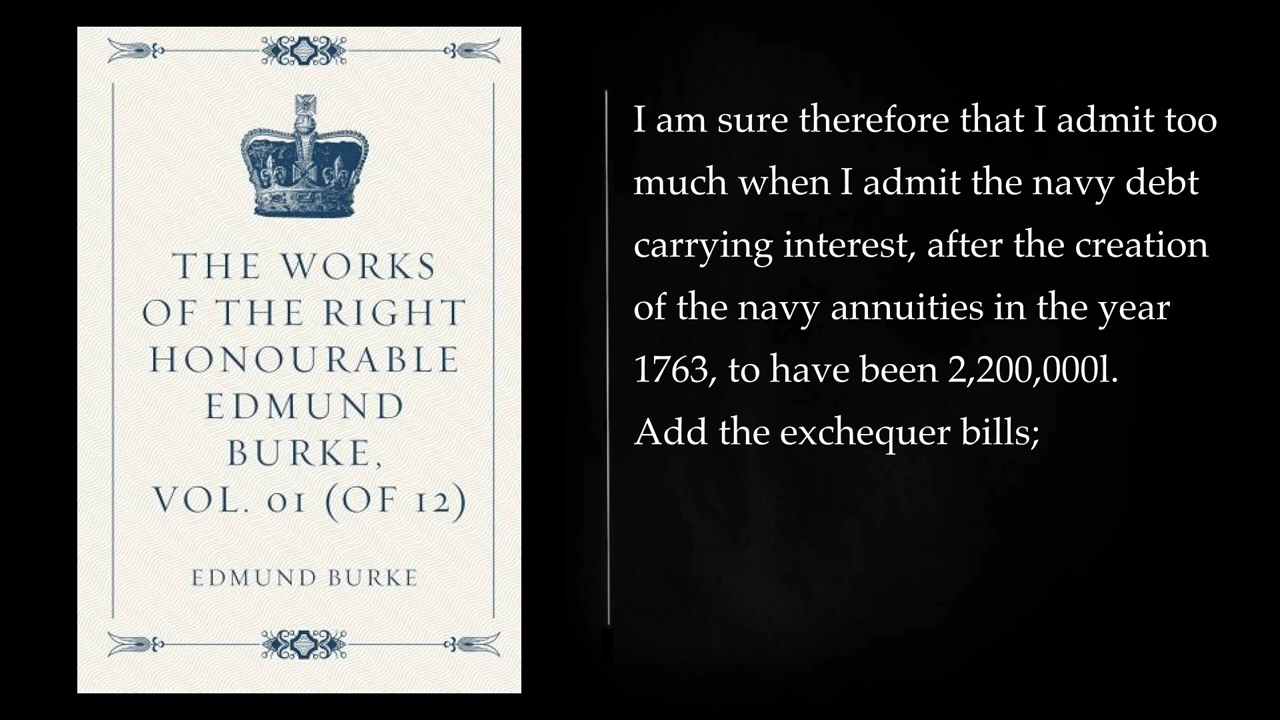 THE WORKS
OF THE RIGHT
HONOURABLE
EDMUND
BURKE,
VOL. 01 (OF 12)
EDMUND BURKE
I am sure therefore that I admit too
much when I admit the navy debt
carrying interest, after the creation
of the navy annuities in the year
1763, to have been 2,200,000l.
Add the exchequer bills;